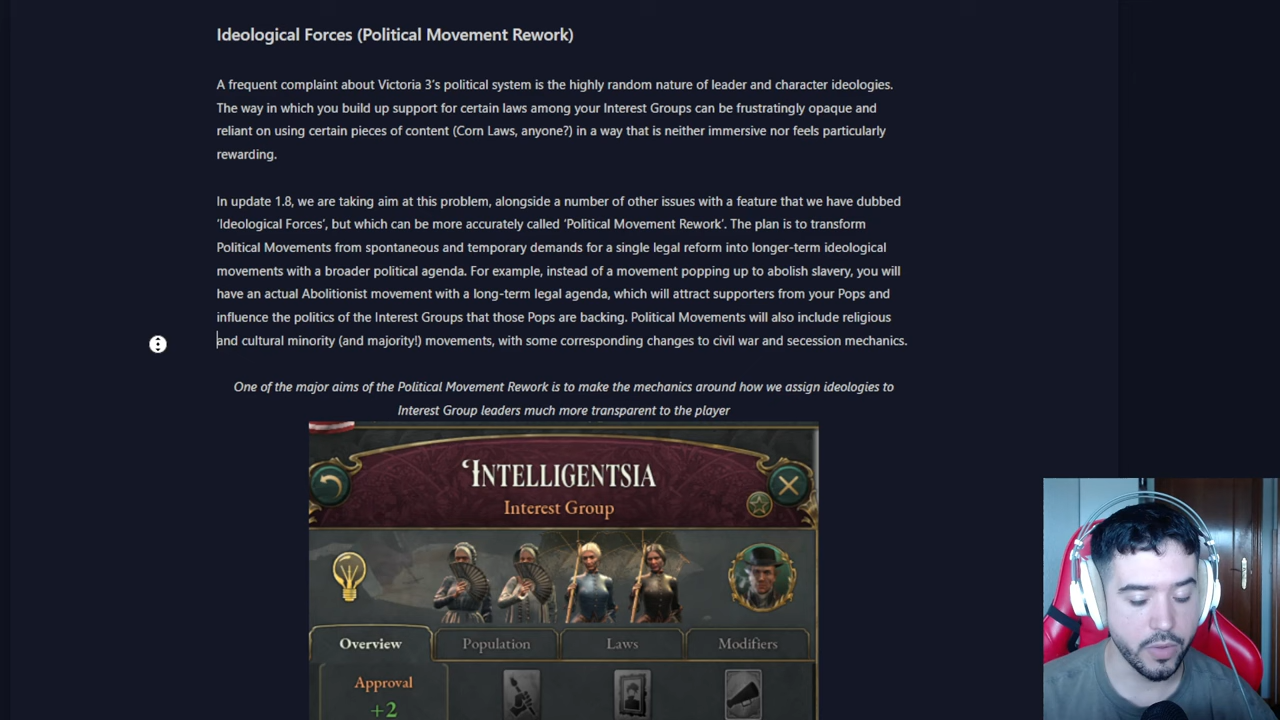 Ideological Forces (Political Movement Rework)
A frequent complaint about Victoria 3's political system is the highly random nature of leader and character ideologies.
The way in which you build up support for certain laws among your Interest Groups can be frustratingly opaque and
reliant on using certain pieces of content (Corn Laws, anyone?) in a way that is neither immersive nor feels particularly
rewarding.
In update 1.8, we are taking aim at this problem, alongside a number of other issues with a feature that we have dubbed
'Ideological Forces', but which can be more accurately called 'Political Movement Rework'. The plan is to transform
Political Movements from spontaneous and temporary demands for a single legal reform into longer-term ideological
movements with a broader political agenda. For example, instead of a movement popping up to abolish slavery, you will
have an actual Abolitionist movement with a long-term legal agenda, which will attract supporters from your Pops and
influence the politics of the Interest Groups that those Pops are backing. Political Movements will also include religious
and cultural minority (and majority!) movements, with some corresponding changes to civil war and secession mechanics.
One of the major aims of the Political Movement Rework is to make the mechanics around how we assign ideologies to
Interest Group leaders much more transparent to the player
INTELLIGENTSIA
Interest Group
Overview
Population
Laws
Modifiers
Approval
+2